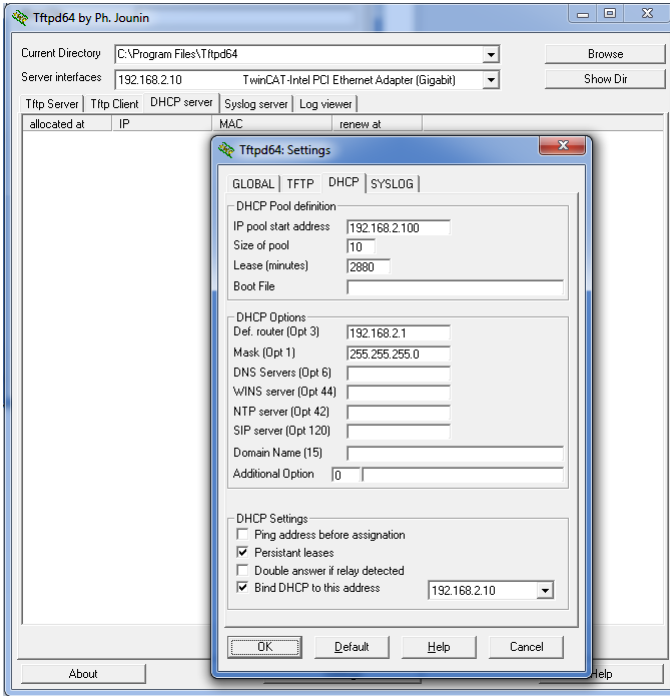 Tftpd64 by Ph. Jounin
Current Directory C:\Program Files\Tftpd64 Browse
Server interfaces 192.168.2.10 TwinCAT-Intel PCI Ethernet Adapter (Gigabit) Show Dir
Tftp Server Tftp Client DHCP server Syslog server Log viewer
allocated at IP MAC renew at
Tftpd64: Settings
GLOBAL TFTP DHCP SYSLOG
DHCP Pool definition
IP pool start address 192.168.2.100
Size of pool 10
Lease (minutes) 2880
Boot File
DHCP Options
Def. router (Opt 3) 192.168.2.1
Mask (Opt 1) 255.255.255.0
DNS Servers (Opt 6)
WINS server (Opt 44)
NTP server (Opt 42)
SIP server (Opt 120)
Domain Name (15)
Additional Option 0
DHCP Settings
Ping address before assignation
Persistant leases
Double answer if relay detected
Bind DHCP to this address 192.168.2.10
OK Default Help Cancel
About Help